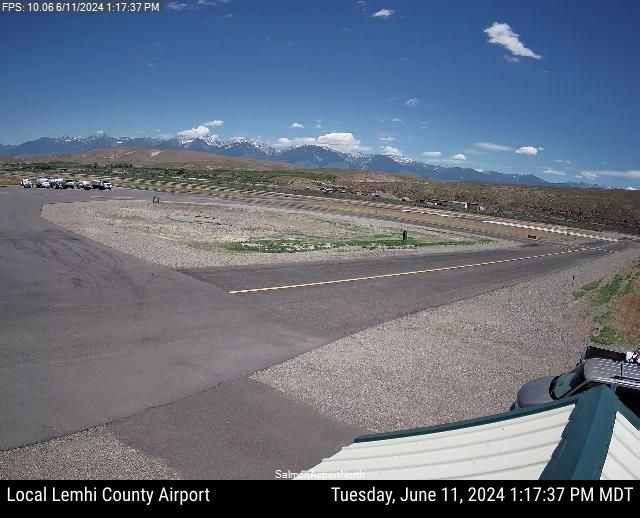 FPS: 10.06 6/11/2024 1:17:37 PM
SalmonAirportNorth
Local Lemhi County Airport Tuesday, June 11, 2024 1:17:37 PM MDT